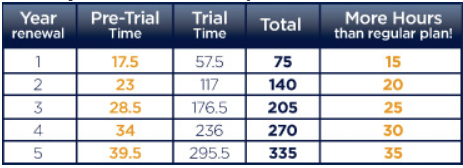 Year renewal Pre-Trial Time Trial Time Total More Hours than regular plan!
1 17.5 57.5 75 15
2 23 117 140 20
3 28.5 176.5 205 25
4 34 236 270 30
5 39.5 295.5 335 35